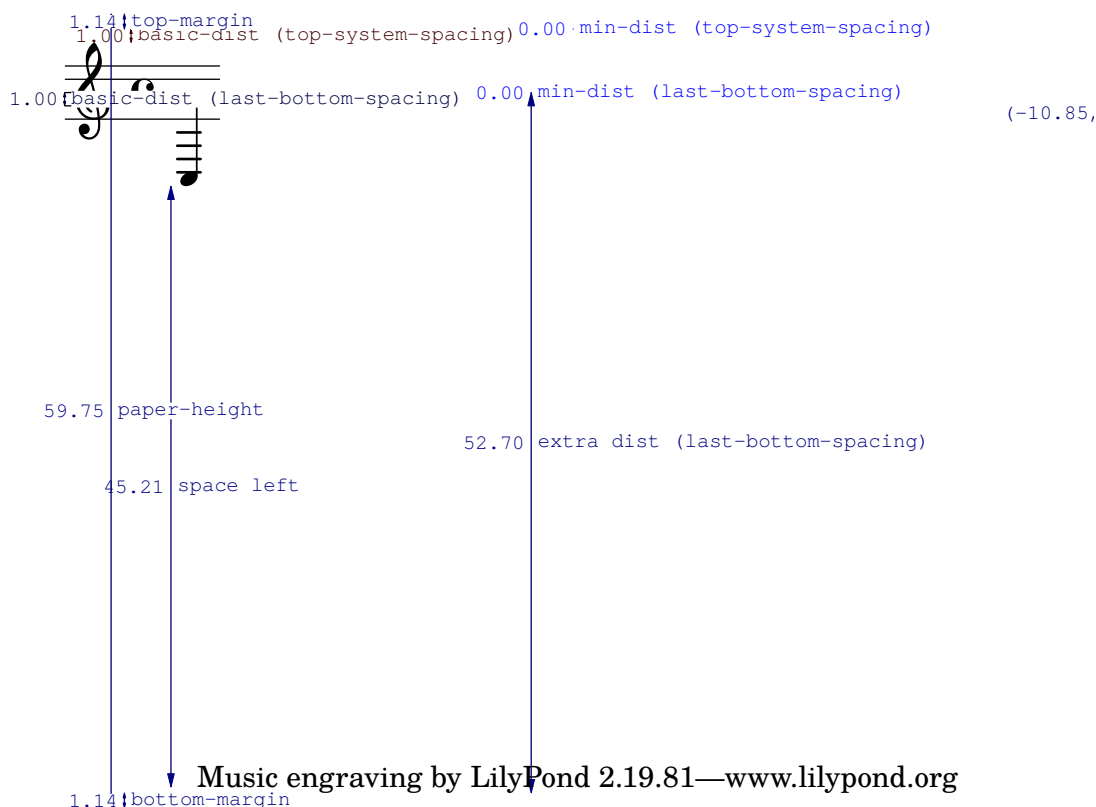 1.14 top-margin
1.00 basic-dist (top-system-spacing) 0.00 min-dist (top-system-spacing)
1.00 basic-dist (last-bottom-spacing) 0.00 min-dist (last-bottom-spacing)
(-10.85,
59.75 paper-height
52.70 extra dist (last-bottom-spacing)
45.21 space left
Music engraving by LilyPond 2.19.81—www.lilypond.org
1.14 bottom-margin